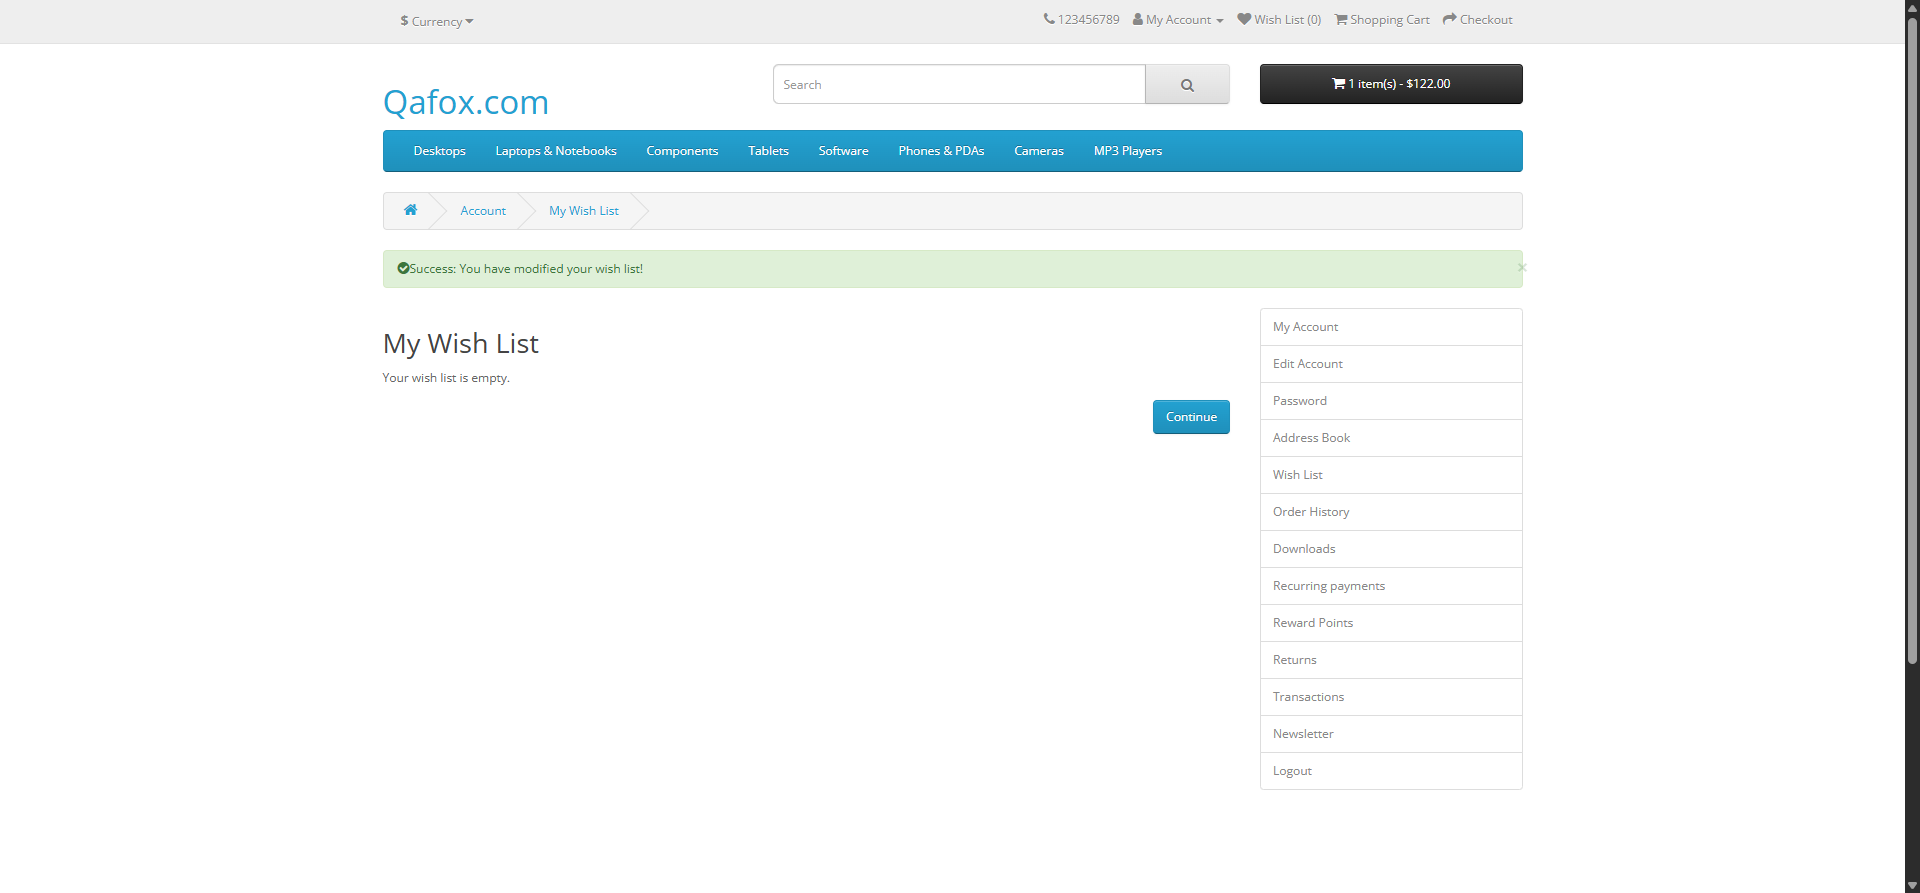 $ Currency
123456789 My Account Wish List (0) Shopping Cart Checkout
Qafox.com
Search
1 item(s) - $122.00
Desktops Laptops & Notebooks Components Tablets Software Phones & PDAs Cameras MP3 Players
Account My Wish List
Success: You have modified your wish list!
×
My Wish List
Your wish list is empty.
Continue
My Account
Edit Account
Password
Address Book
Wish List
Order History
Downloads
Recurring payments
Reward Points
Returns
Transactions
Newsletter
Logout